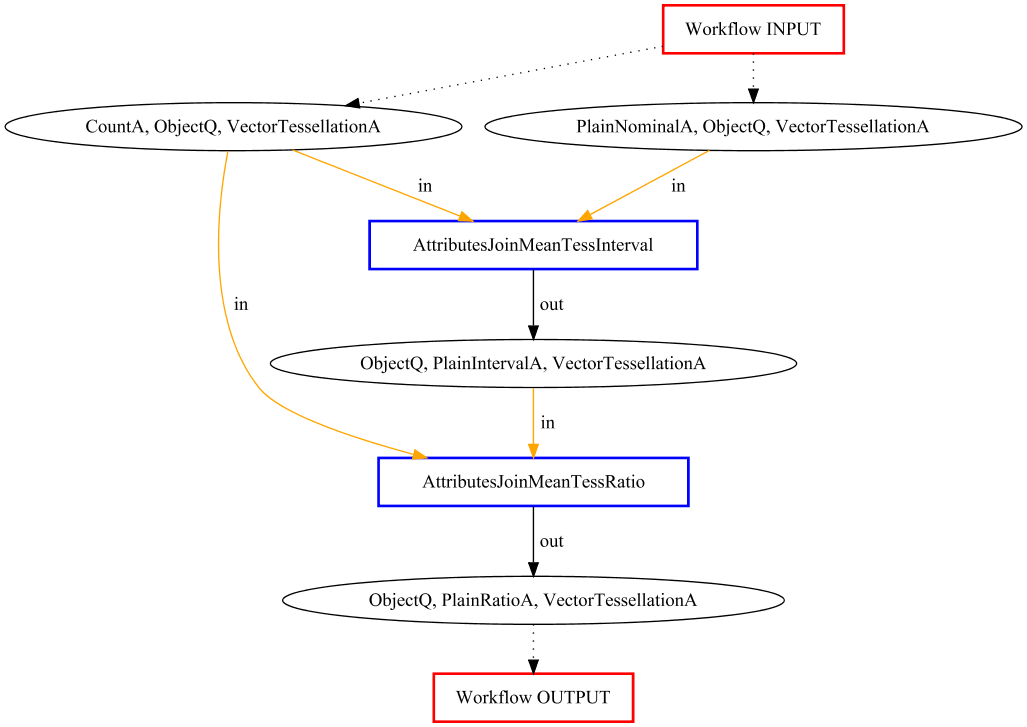 Workflow INPUT
CountA, ObjectQ, VectorTessellationA
PlainNominalA, ObjectQ, VectorTessellationA
in
in
AttributesJoinMeanTessInterval
in
out
ObjectQ, PlainIntervalA, VectorTessellationA
in
AttributesJoinMeanTessRatio
out
ObjectQ, PlainRatioA, VectorTessellationA
Workflow OUTPUT